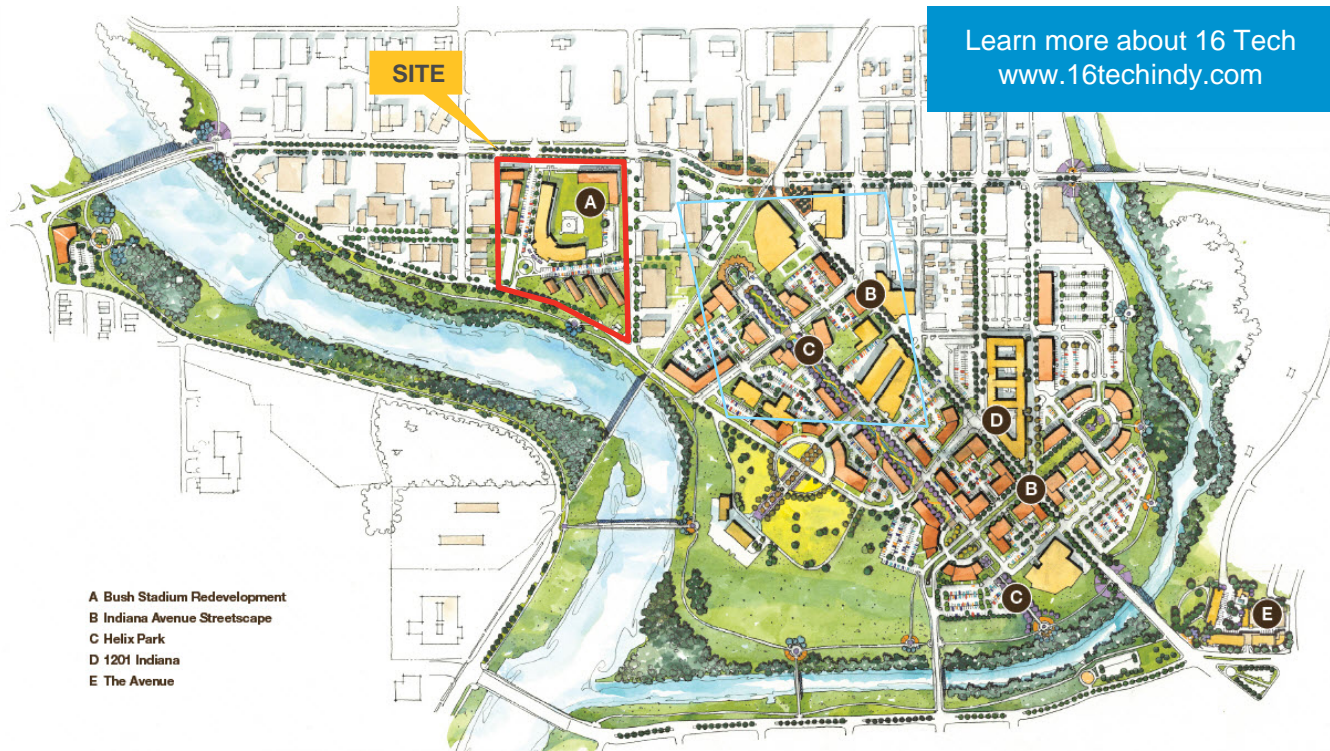 Learn more about 16 Tech
www.16techindy.com
SITE
A
B
C
D
B
C
E
A Bush Stadium Redevelopment
B Indiana Avenue Streetscape
C Helix Park
D 1201 Indiana
E The Avenue